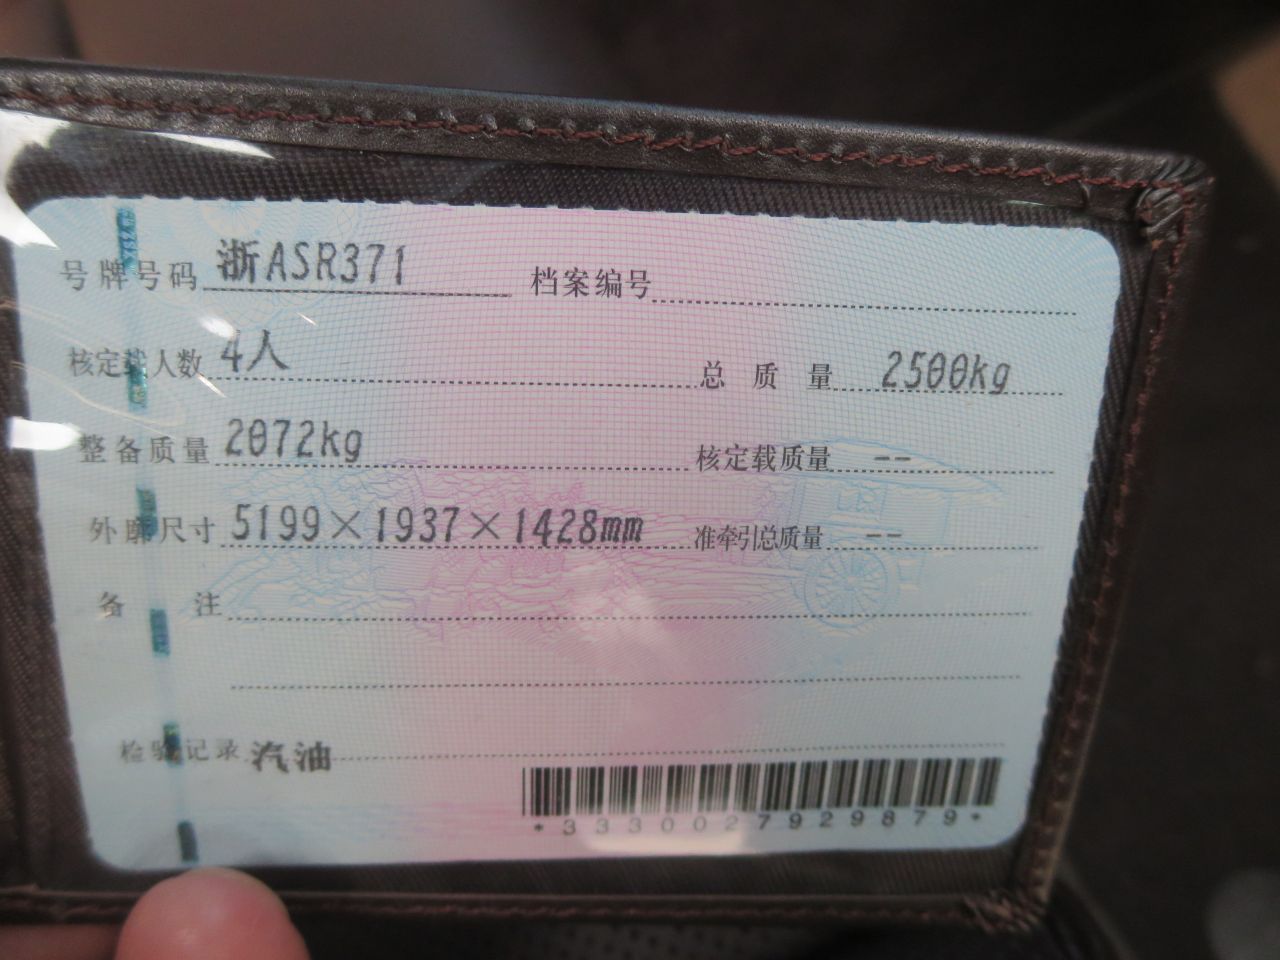 号牌号码 浙ASR371 档案编号
核定载人数 4人 总质量 2500kg
整备质量 2072kg 核定载质量 --
外廓尺寸 5199×1937×1428mm 准牵引总质量 --
备注
检验记录 汽油
*3330027929879*